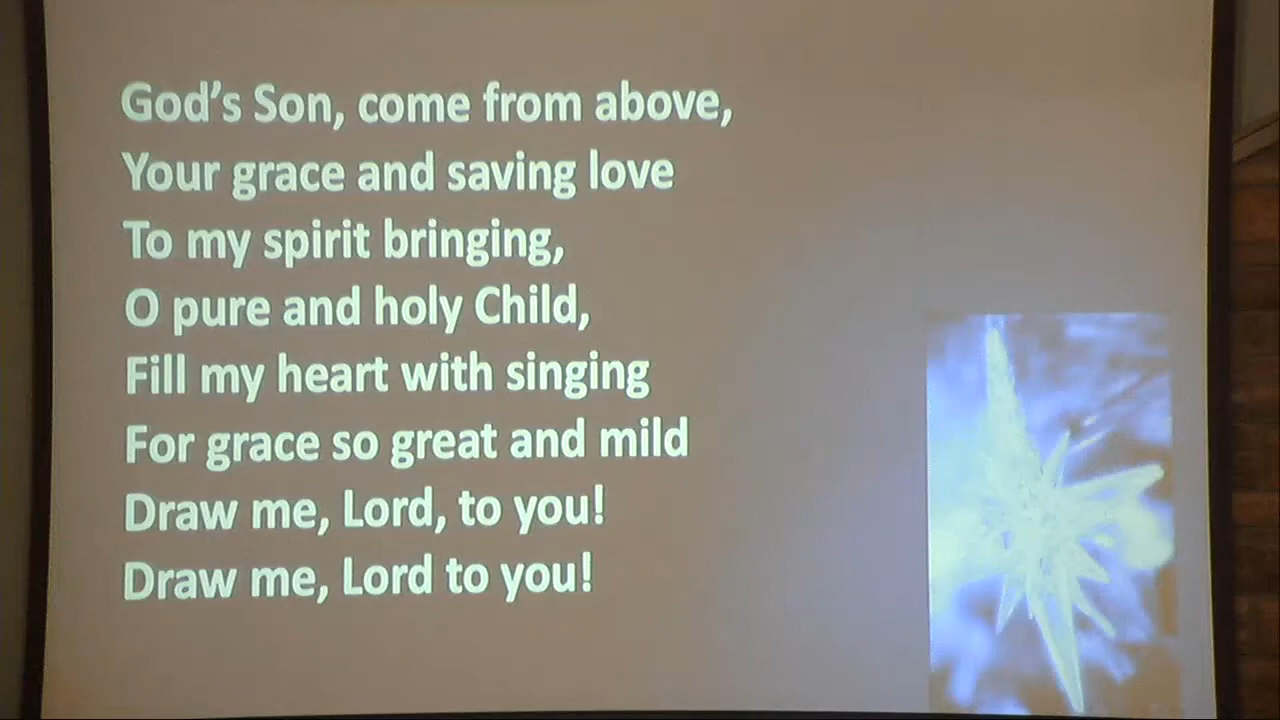 God’s Son, come from above,
Your grace and saving love
To my spirit bringing,
O pure and holy Child,
Fill my heart with singing
For grace so great and mild
Draw me, Lord, to you!
Draw me, Lord to you!